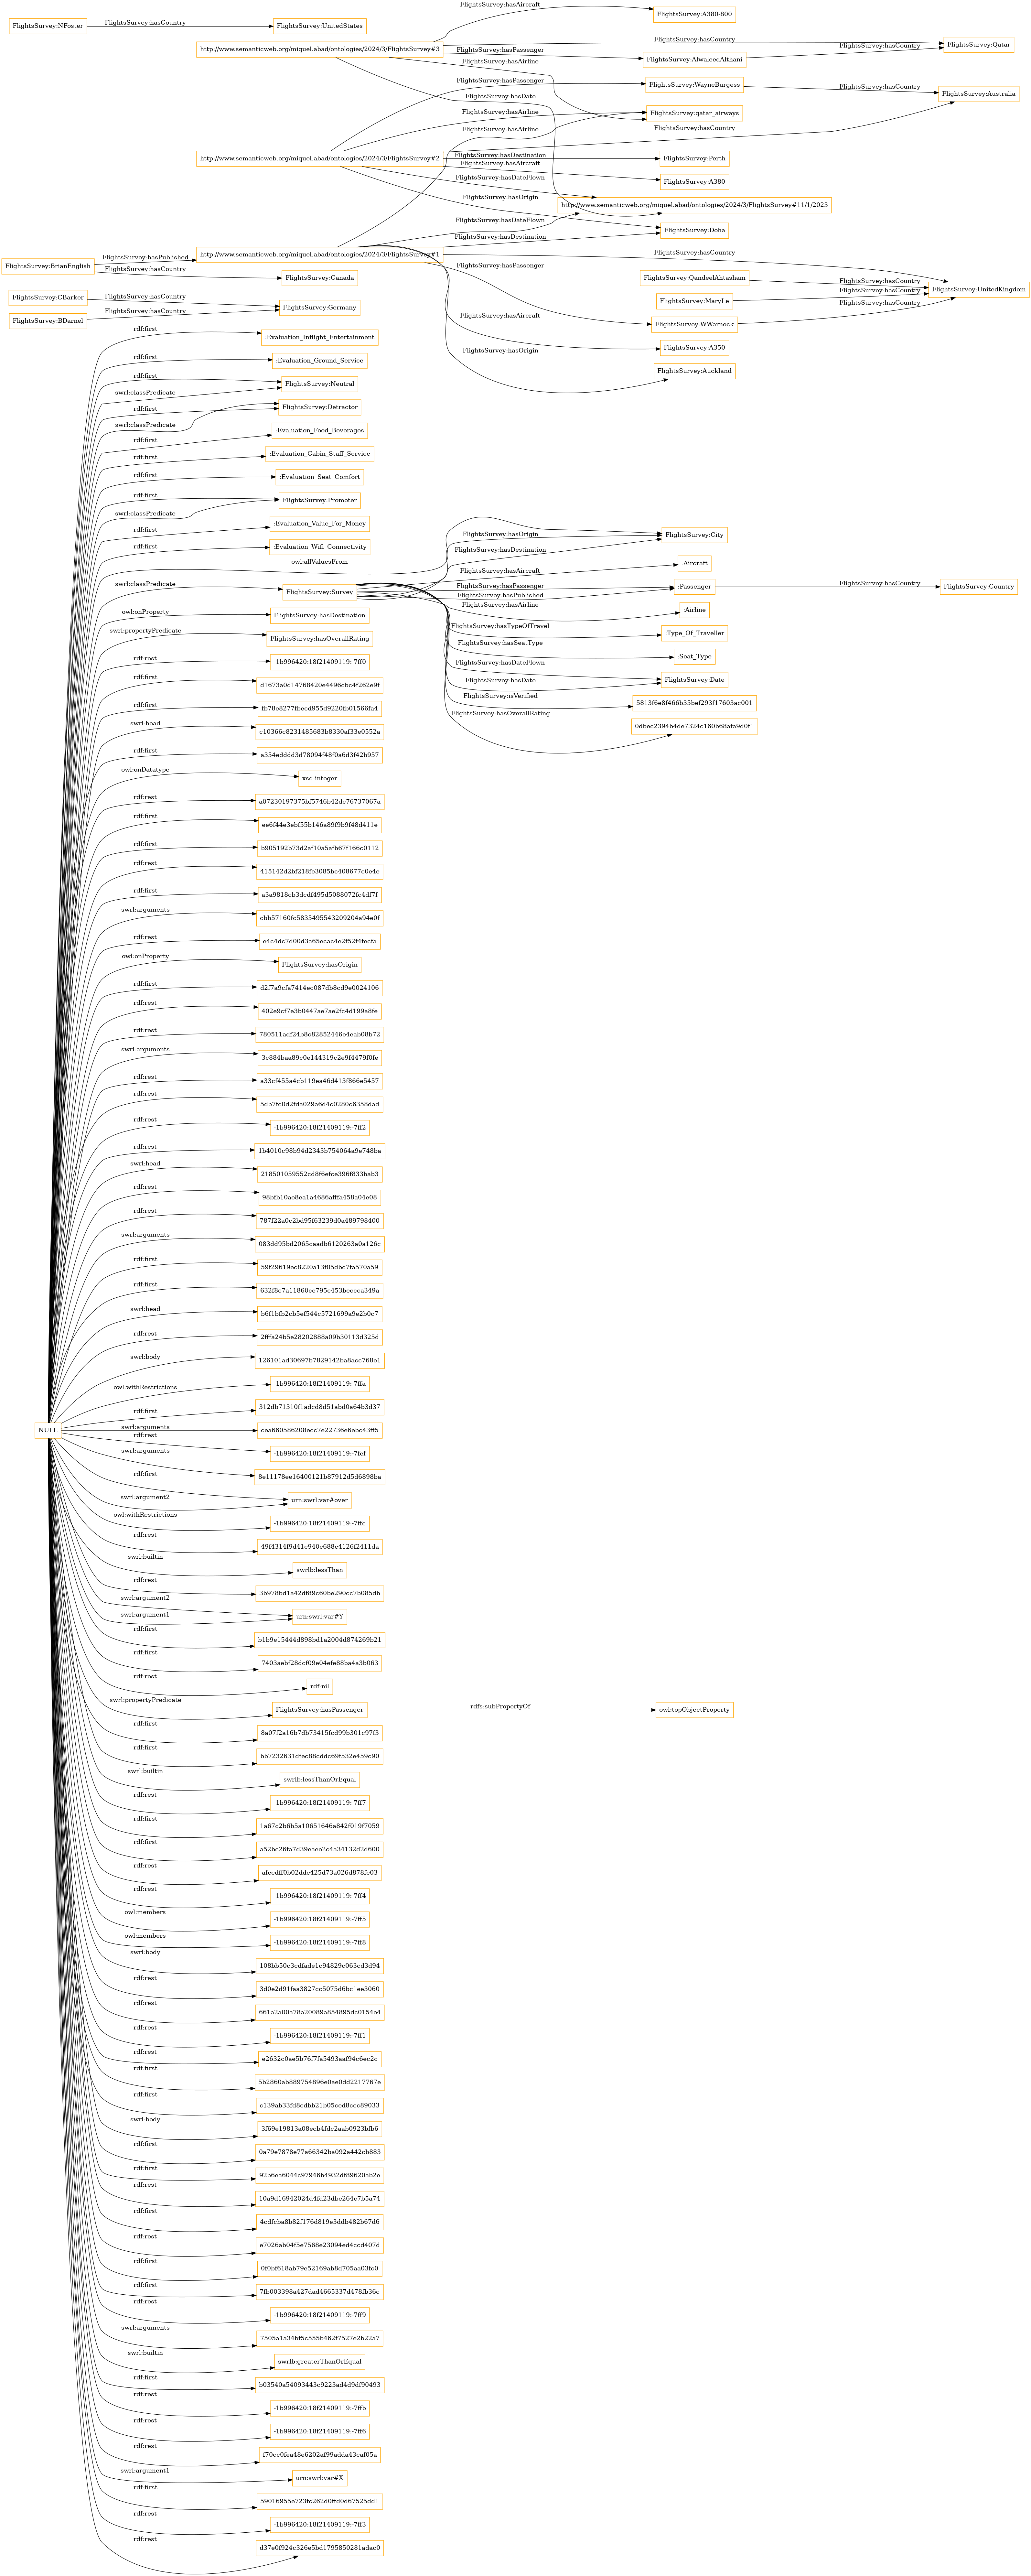 FlightsSurvey:NFoster
FlightsSurvey:hasCountry
FlightsSurvey:UnitedStates
http://www.semanticweb.org/miquel.abad/ontologies/2024/3/FlightsSurvey#3
FlightsSurvey:hasAircraft
FlightsSurvey:A380-800
FlightsSurvey:hasCountry
FlightsSurvey:Qatar
FlightsSurvey:hasPassenger
FlightsSurvey:AlwaleedAlthani
FlightsSurvey:hasCountry
FlightsSurvey:hasAirline
FlightsSurvey:hasDate
FlightsSurvey:hasPassenger
FlightsSurvey:WayneBurgess
FlightsSurvey:hasCountry
FlightsSurvey:Australia
FlightsSurvey:hasAirline
FlightsSurvey:qatar_airways
FlightsSurvey:hasAirline
FlightsSurvey:hasCountry
http://www.semanticweb.org/miquel.abad/ontologies/2024/3/FlightsSurvey#2
FlightsSurvey:hasDestination
FlightsSurvey:Perth
FlightsSurvey:hasAircraft
FlightsSurvey:A380
FlightsSurvey:hasDateFlown
http://www.semanticweb.org/miquel.abad/ontologies/2024/3/FlightsSurvey#11/1/2023
FlightsSurvey:hasOrigin
FlightsSurvey:Doha
FlightsSurvey:hasDateFlown
FlightsSurvey:hasDestination
FlightsSurvey:BrianEnglish
FlightsSurvey:hasPublished
http://www.semanticweb.org/miquel.abad/ontologies/2024/3/FlightsSurvey#1
FlightsSurvey:hasCountry
FlightsSurvey:hasCountry
FlightsSurvey:Canada
FlightsSurvey:hasPassenger
FlightsSurvey:QandeelAhtasham
FlightsSurvey:hasCountry
FlightsSurvey:UnitedKingdom
FlightsSurvey:CBarker
FlightsSurvey:hasCountry
FlightsSurvey:Germany
FlightsSurvey:MaryLe
FlightsSurvey:hasCountry
FlightsSurvey:BDarnel
FlightsSurvey:hasCountry
FlightsSurvey:hasAircraft
FlightsSurvey:WWarnock
FlightsSurvey:hasCountry
FlightsSurvey:A350
FlightsSurvey:hasOrigin
FlightsSurvey:Auckland
rdf:first
:Evaluation_Inflight_Entertainment
rdf:first
:Evaluation_Ground_Service
rdf:first
FlightsSurvey:Neutral
swrl:classPredicate
rdf:first
FlightsSurvey:Detractor
swrl:classPredicate
rdf:first
:Evaluation_Food_Beverages
rdf:first
:Evaluation_Cabin_Staff_Service
rdf:first
:Evaluation_Seat_Comfort
rdf:first
FlightsSurvey:Promoter
swrl:classPredicate
rdf:first
:Evaluation_Value_For_Money
rdf:first
:Evaluation_Wifi_Connectivity
owl:allValuesFrom
FlightsSurvey:hasOrigin
FlightsSurvey:City
FlightsSurvey:hasDestination
FlightsSurvey:hasAircraft
:Aircraft
swrl:classPredicate
FlightsSurvey:Survey
FlightsSurvey:hasPassenger
:Passenger
FlightsSurvey:hasCountry
FlightsSurvey:Country
FlightsSurvey:hasPublished
FlightsSurvey:hasAirline
:Airline
FlightsSurvey:hasTypeOfTravel
:Type_Of_Traveller
FlightsSurvey:hasSeatType
:Seat_Type
FlightsSurvey:hasDateFlown
FlightsSurvey:Date
FlightsSurvey:hasDate
FlightsSurvey:isVerified
5813f6e8f466b35bef293f17603ac001
FlightsSurvey:hasOverallRating
0dbec2394b4de7324c160b68afa9d0f1
owl:onProperty
FlightsSurvey:hasDestination
swrl:propertyPredicate
FlightsSurvey:hasOverallRating
rdf:rest
-1b996420:18f21409119:-7ff0
rdf:first
d1673a0d14768420e4496cbc4f262e9f
rdf:first
fb78e8277fbecd955d9220fb01566fa4
swrl:head
c10366c8231485683b8330af33e0552a
rdf:first
a354edddd3d78094f48f0a6d3f42b957
owl:onDatatype
xsd:integer
rdf:rest
a07230197375bf5746b42dc76737067a
rdf:first
ee6f44e3ebf55b146a89f9b9f48d411e
rdf:first
b905192b73d2af10a5afb67f166c0112
rdf:rest
415142d2bf218fe3085bc408677c0e4e
rdf:first
a3a9818cb3dcdf495d5088072fc4df7f
swrl:arguments
cbb57160fc5835495543209204a94e0f
rdf:rest
e4c4dc7d00d3a65ecac4e2f52f4fecfa
owl:onProperty
FlightsSurvey:hasOrigin
rdf:first
d2f7a9cfa7414ec087db8cd9e0024106
rdf:rest
402e9cf7e3b0447ae7ae2fc4d199a8fe
rdf:rest
780511adf24b8c82852446e4eab08b72
swrl:arguments
3c884baa89c0e144319c2e9f4479f0fe
rdf:rest
a33cf455a4cb119ea46d413f866e5457
rdf:rest
5db7fc0d2fda029a6d4c0280c6358dad
rdf:rest
-1b996420:18f21409119:-7ff2
rdf:rest
1b4010c98b94d2343b754064a9e748ba
swrl:head
218501059552cd8f6efce396f833bab3
rdf:rest
98bfb10ae8ea1a4686afffa458a04e08
rdf:rest
787f22a0c2bd95f63239d0a489798400
swrl:arguments
083dd95bd2065caadb6120263a0a126c
rdf:first
59f29619ec8220a13f05dbc7fa570a59
rdf:first
632f8c7a11860ce795c453beccca349a
swrl:head
b6f1bfb2cb5ef544c5721699a9e2b0c7
rdf:rest
2fffa24b5e28202888a09b30113d325d
swrl:body
126101ad30697b7829142ba8acc768e1
owl:withRestrictions
-1b996420:18f21409119:-7ffa
rdf:first
312db71310f1adcd8d51abd0a64b3d37
NULL
swrl:arguments
cea660586208ecc7e22736e6ebc43ff5
rdf:rest
-1b996420:18f21409119:-7fef
swrl:arguments
8e11178ee16400121b87912d5d6898ba
rdf:first
urn:swrl:var#over
swrl:argument2
owl:withRestrictions
-1b996420:18f21409119:-7ffc
rdf:rest
49f4314f9d41e940e688e4126f2411da
swrl:builtin
swrlb:lessThan
rdf:rest
3b978bd1a42df89c60be290cc7b085db
swrl:argument2
urn:swrl:var#Y
swrl:argument1
rdf:first
b1b9e15444d898bd1a2004d874269b21
rdf:first
7403aebf28dcf09e04efe88ba4a3b063
rdf:rest
rdf:nil
swrl:propertyPredicate
FlightsSurvey:hasPassenger
rdfs:subPropertyOf
owl:topObjectProperty
rdf:first
8a07f2a16b7db73415fcd99b301c97f3
rdf:first
bb7232631dfec88cddc69f532e459c90
swrl:builtin
swrlb:lessThanOrEqual
rdf:rest
-1b996420:18f21409119:-7ff7
rdf:first
1a67c2b6b5a10651646a842f019f7059
rdf:first
a52bc26fa7d39eaee2c4a34132d2d600
rdf:rest
afecdff0b02dde425d73a026d878fe03
rdf:rest
-1b996420:18f21409119:-7ff4
owl:members
-1b996420:18f21409119:-7ff5
owl:members
-1b996420:18f21409119:-7ff8
swrl:body
108bb50c3cdfade1c94829c063cd3d94
rdf:rest
3d0e2d91faa3827cc5075d6bc1ee3060
rdf:rest
661a2a00a78a20089a854895dc0154e4
rdf:rest
-1b996420:18f21409119:-7ff1
rdf:rest
e2632c0ae5b76f7fa5493aaf94c6ec2c
rdf:first
5b2860ab889754896e0ae0dd2217767e
rdf:first
c139ab33fd8cdbb21b05ced8ccc89033
swrl:body
3f69e19813a08ecb4fdc2aab0923bfb6
rdf:first
0a79e7878e77a66342ba092a442cb883
rdf:first
92b6ea6044c97946b4932df89620ab2e
rdf:rest
10a9d16942024d4fd23dbe264c7b5a74
rdf:first
4cdfcba8b82f176d819e3ddb482b67d6
rdf:rest
e7026ab04f5e7568e23094ed4ccd407d
rdf:first
0f0bf618ab79e52169ab8d705aa03fc0
rdf:first
7fb003398a427dad4665337d478fb36c
rdf:rest
-1b996420:18f21409119:-7ff9
swrl:arguments
7505a1a34bf5c555b462f7527e2b22a7
swrl:builtin
swrlb:greaterThanOrEqual
rdf:first
b03540a54093443c9223ad4d9df90493
rdf:rest
-1b996420:18f21409119:-7ffb
rdf:rest
-1b996420:18f21409119:-7ff6
rdf:rest
f70cc0fea48e6202af99adda43caf05a
swrl:argument1
urn:swrl:var#X
rdf:first
59016955e723fc262d0ffd0d67525dd1
rdf:rest
-1b996420:18f21409119:-7ff3
rdf:rest
d37e0f924c326e5bd1795850281adac0